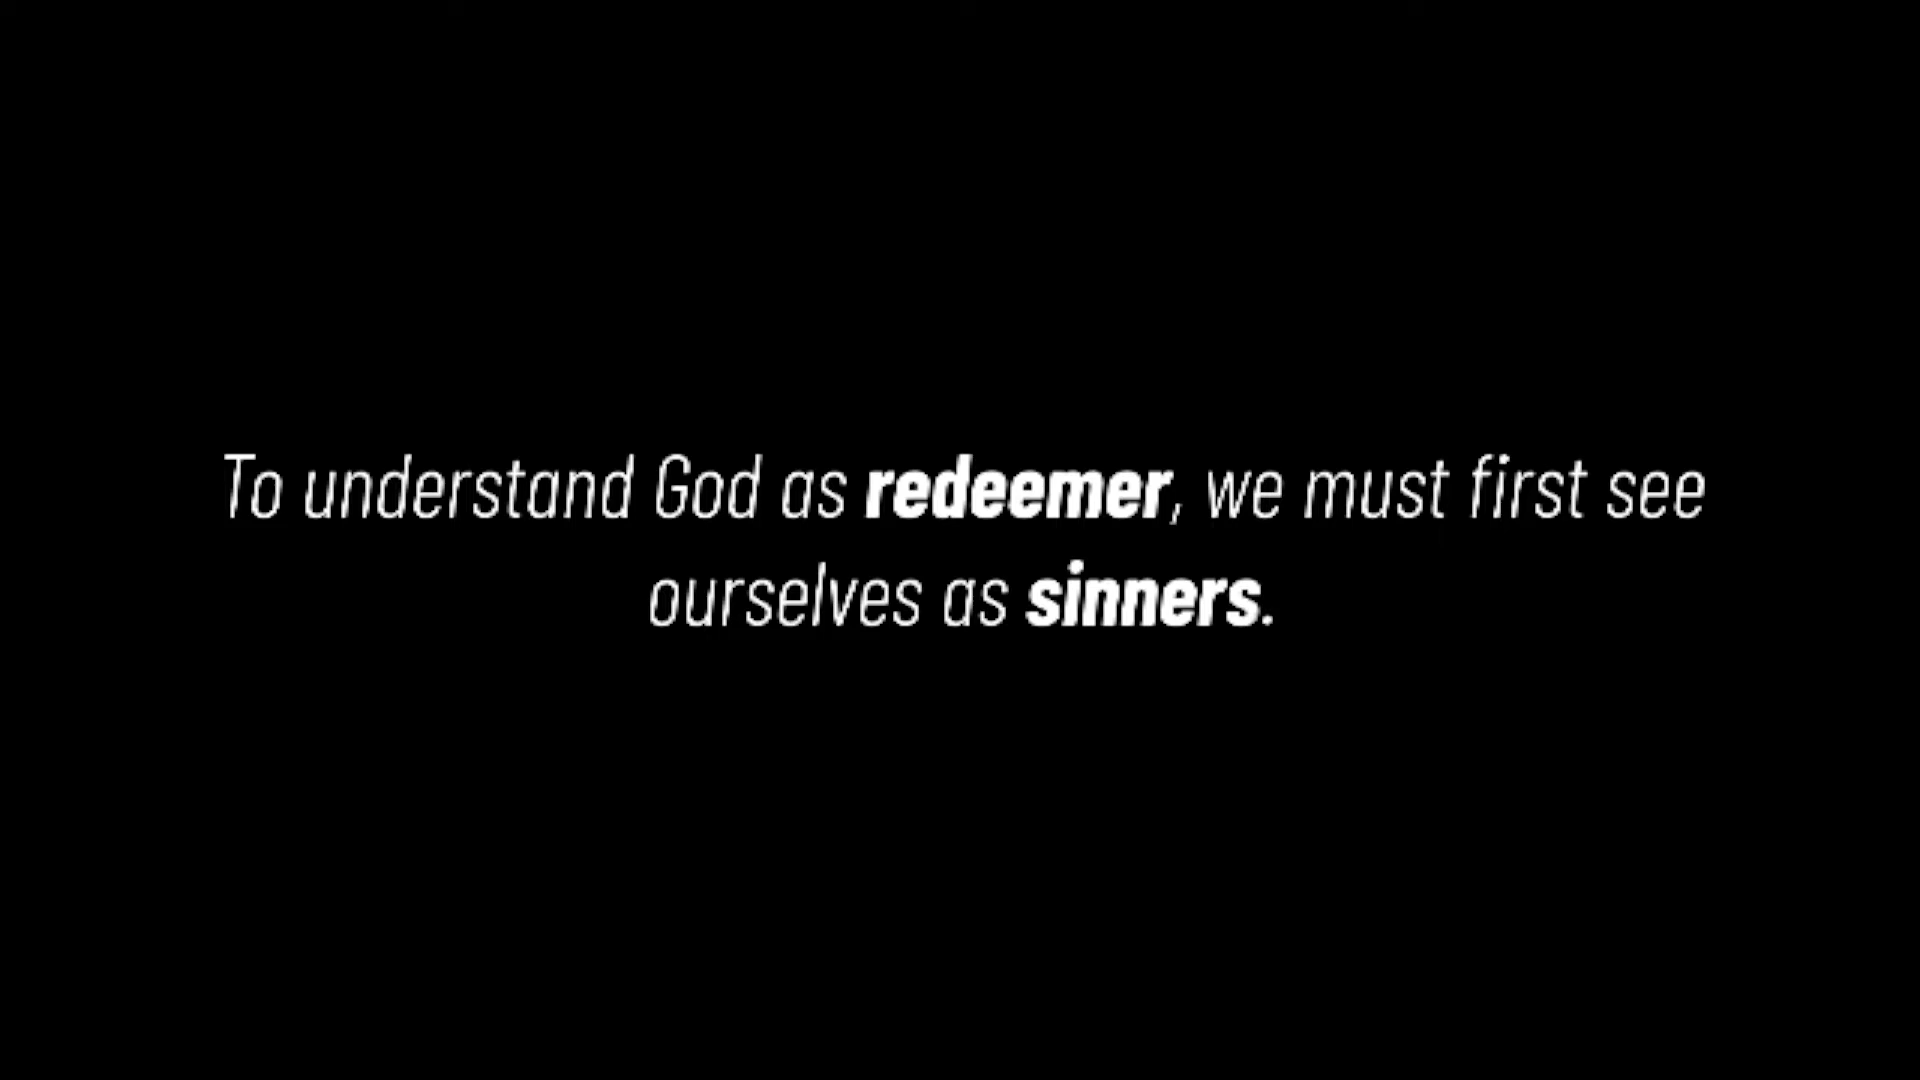 To understand God as redeemer, we must first see
ourselves as sinners.